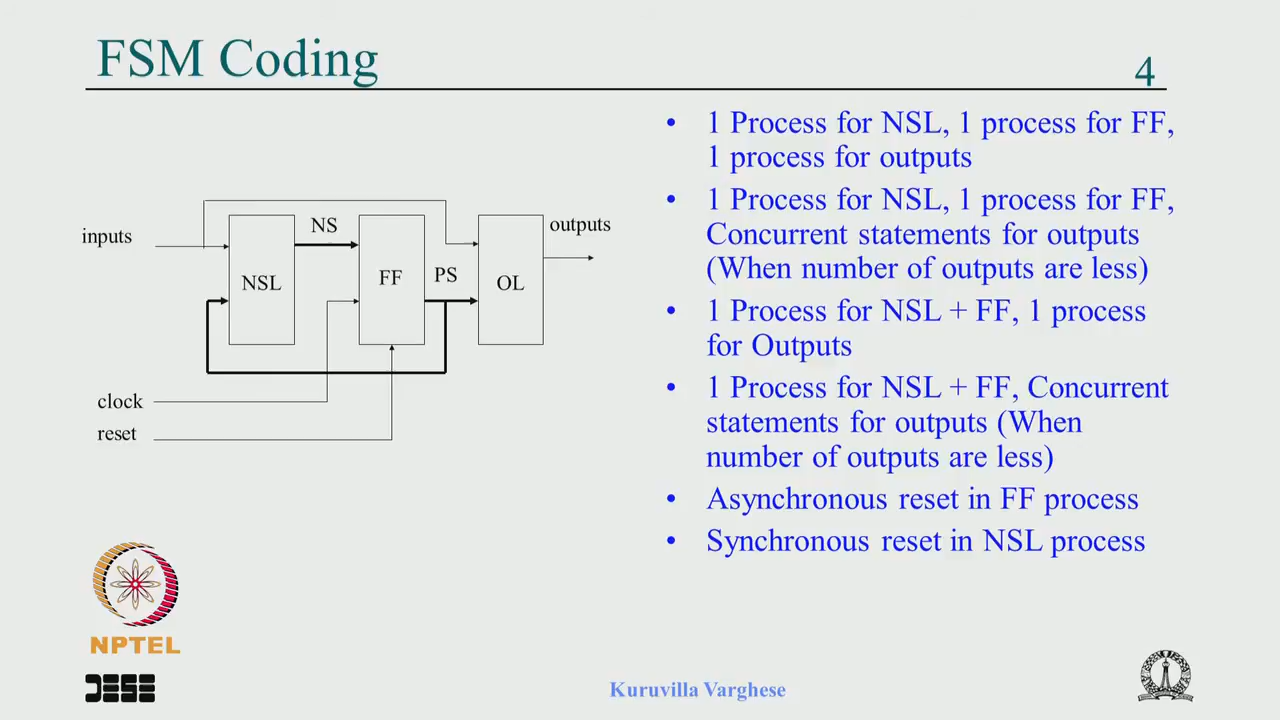 FSM Coding
4
inputs
NS
outputs
NSL
FF
PS
OL
clock
reset
• 1 Process for NSL, 1 process for FF,
1 process for outputs
• 1 Process for NSL, 1 process for FF,
Concurrent statements for outputs
(When number of outputs are less)
• 1 Process for NSL + FF, 1 process
for Outputs
• 1 Process for NSL + FF, Concurrent
statements for outputs (When
number of outputs are less)
• Asynchronous reset in FF process
• Synchronous reset in NSL process
NPTEL
DESE
Kuruvilla Varghese